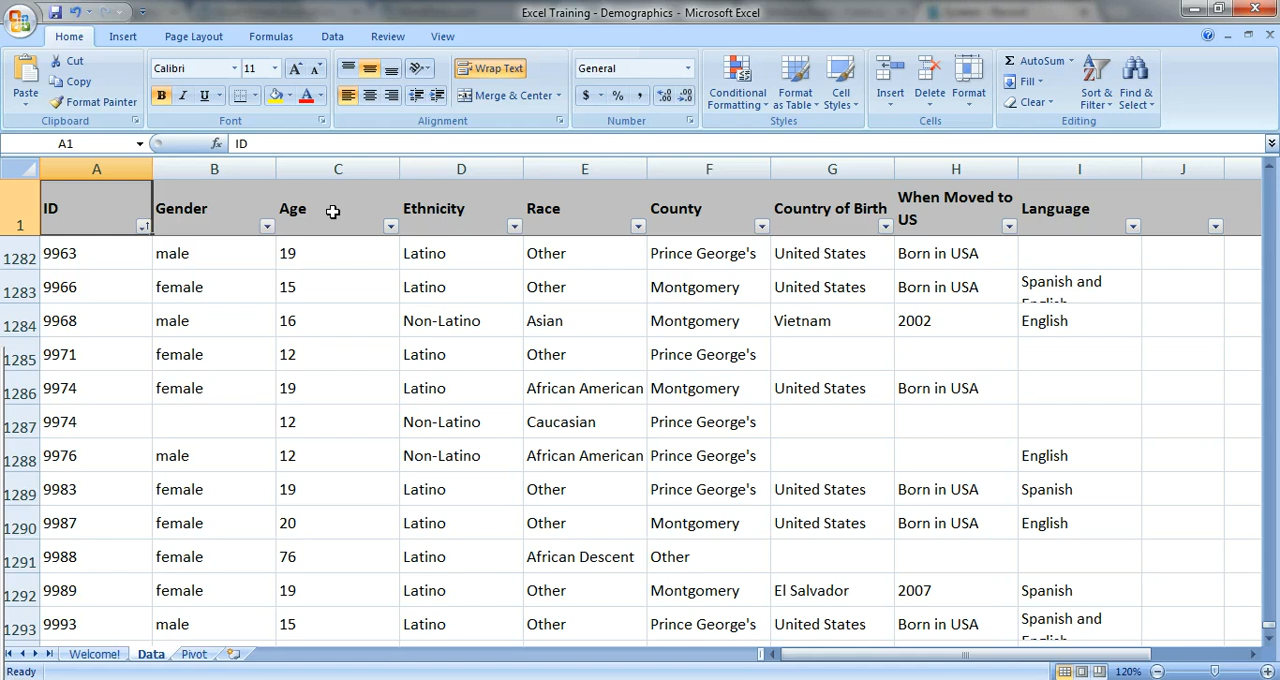 Excel Training - Demographics - Microsoft Excel
Home Insert Page Layout Formulas Data Review View
Paste
Cut
Copy
Format Painter
Clipboard
Calibri 11
B I U
Font
Wrap Text
Merge & Center
Alignment
General
$ % ,
Number
Conditional Formatting
Format as Table
Cell Styles
Styles
Insert Delete Format
Cells
Σ AutoSum
Fill
Clear
Sort & Filter
Find & Select
Editing
A1 fx ID
A B C D E F G H I J
1 ID Gender Age Ethnicity Race County Country of Birth When Moved to US Language
1282 9963 male 19 Latino Other Prince George's United States Born in USA
1283 9966 female 15 Latino Other Montgomery United States Born in USA Spanish and English
1284 9968 male 16 Non-Latino Asian Montgomery Vietnam 2002 English
1285 9971 female 12 Latino Other Prince George's
1286 9974 female 19 Latino African American Montgomery United States Born in USA
1287 9974 12 Non-Latino Caucasian Prince George's
1288 9976 male 12 Non-Latino African American Prince George's English
1289 9983 female 19 Latino Other Prince George's United States Born in USA Spanish
1290 9987 female 20 Latino Other Montgomery United States Born in USA English
1291 9988 female 76 Latino African Descent Other
1292 9989 female 19 Latino Other Montgomery El Salvador 2007 Spanish
1293 9993 male 15 Latino Other Prince George's United States Born in USA Spanish and English
Welcome! Data Pivot
Ready 120%